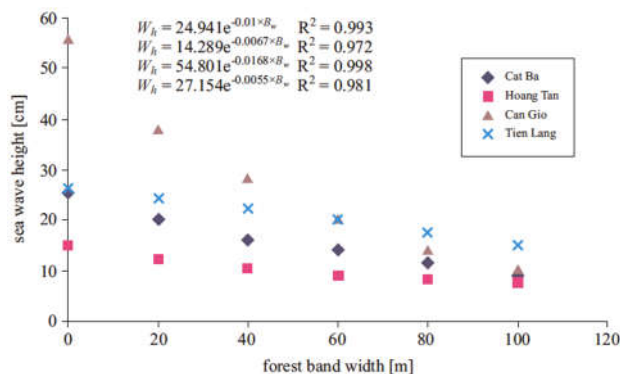 60
50
40
30
20
10
0
sea wave height [cm]
W_h = 24.941e^{-0.01×B_w} R² = 0.993
W_h = 14.289e^{-0.0067×B_w} R² = 0.972
W_h = 54.801e^{-0.0168×B_w} R² = 0.998
W_h = 27.154e^{-0.0055×B_w} R² = 0.981
Cat Ba
Hoang Tan
Can Gio
Tien Lang
0 20 40 60 80 100 120
forest band width [m]